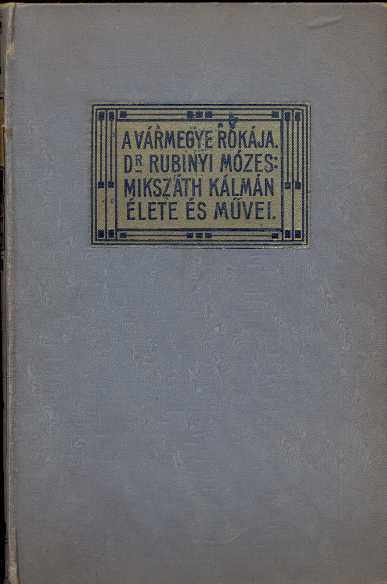 A VÁRMEGYE RÓKÁJA.
DR RUBINYI MÓZES:
MIKSZÁTH KÁLMÁN
ÉLETE ÉS MŰVEI.